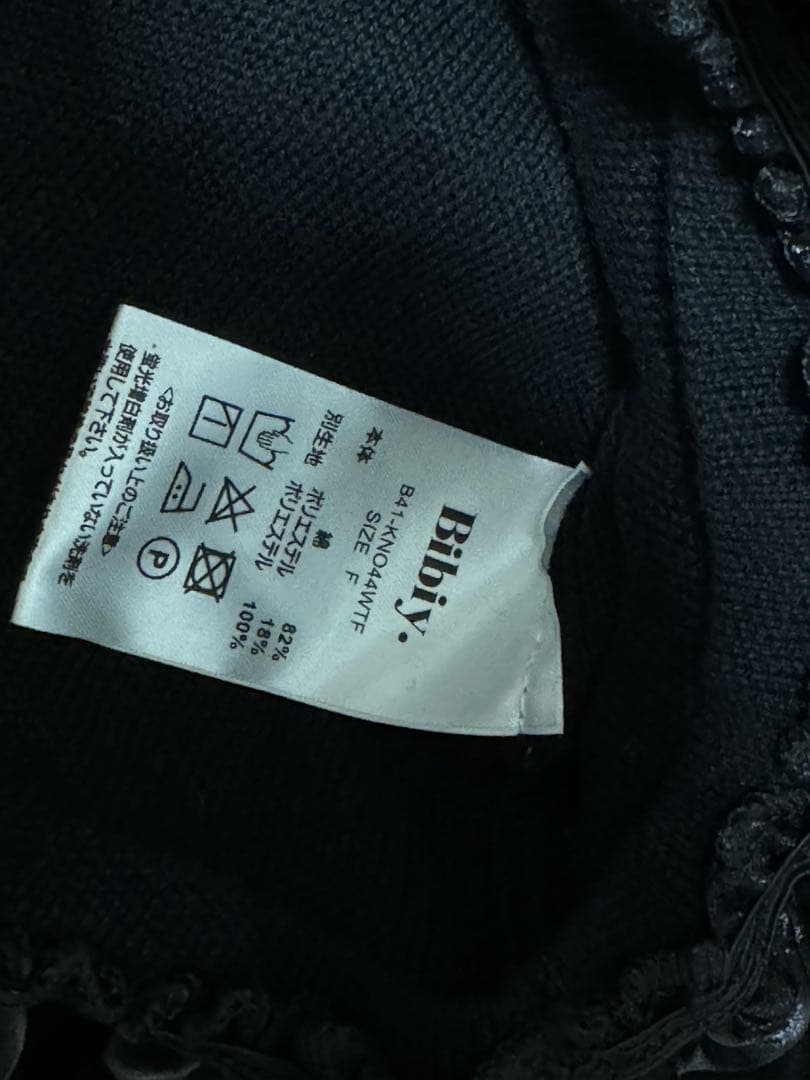 Bibiy.
B41-KNO44WTF
SIZE F
本体 綿 82%
ポリエステル 18%
別生地 ポリエステル 100%
P
〈お取り扱い上のご注意〉
・蛍光増白剤が入っていない洗剤を
使用して下さい。